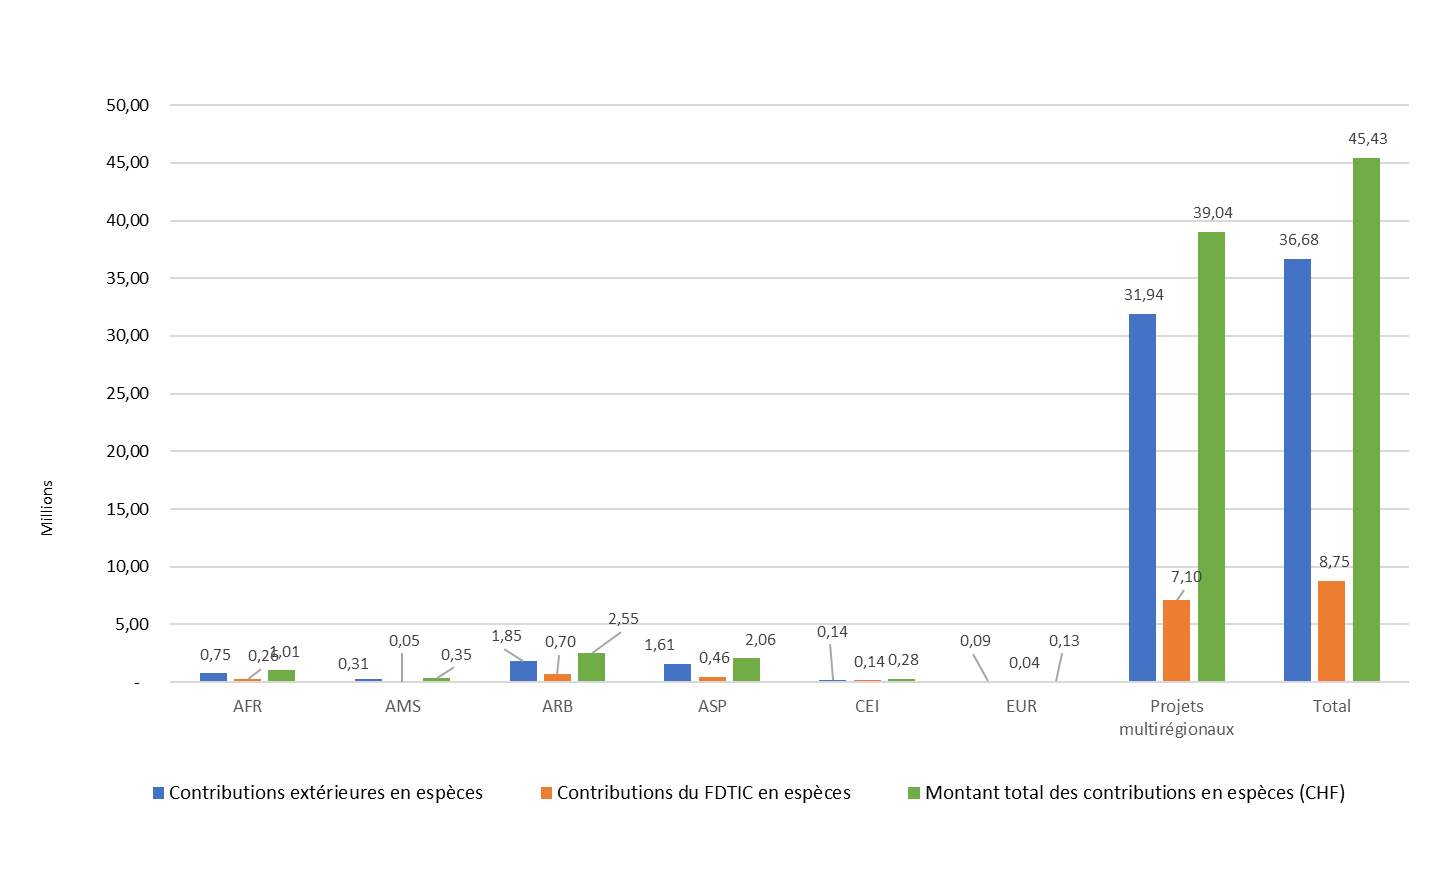 50,00
45,00
40,00
35,00
30,00
25,00
20,00
15,00
10,00
5,00
-
Millions
0,75
0,26
1,01
0,31
0,05
0,35
1,85
0,70
2,55
1,61
0,46
2,06
0,14
0,14
0,28
0,09
0,04
0,13
31,94
7,10
39,04
36,68
8,75
45,43
AFR
AMS
ARB
ASP
CEI
EUR
Projets
multirégionaux
Total
Contributions extérieures en espèces
Contributions du FDTIC en espèces
Montant total des contributions en espèces (CHF)